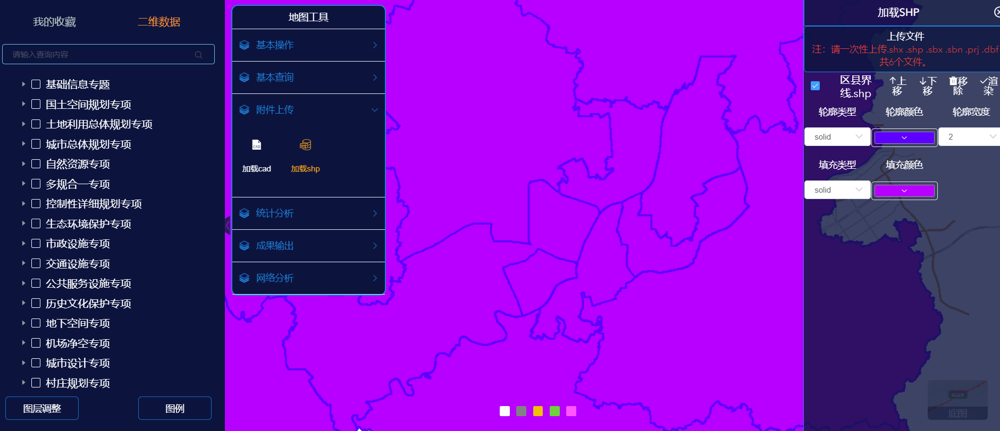 我的收藏
二维数据
请输入查询内容
基础信息专题
国土空间规划专项
土地利用总体规划专项
城市总体规划专项
自然资源专项
多规合一专项
控制性详细规划专项
生态环境保护专项
市政设施专项
交通设施专项
公共服务设施专项
历史文化保护专项
地下空间专项
机场净空专项
城市设计专项
村庄规划专项
图层调整
图例
地图工具
基本操作
基本查询
附件上传
CAD
SHP
加载cad
加载shp
统计分析
成果输出
网络分析
加载SHP
上传文件
注：请一次性上传.shx .shp .sbx .sbn .prj .dbf
共6个文件。
区县界
线.shp
上
移
下
移
移
除
渲
染
轮廓类型
轮廓颜色
轮廓宽度
solid
2
填充类型
填充颜色
solid
底图